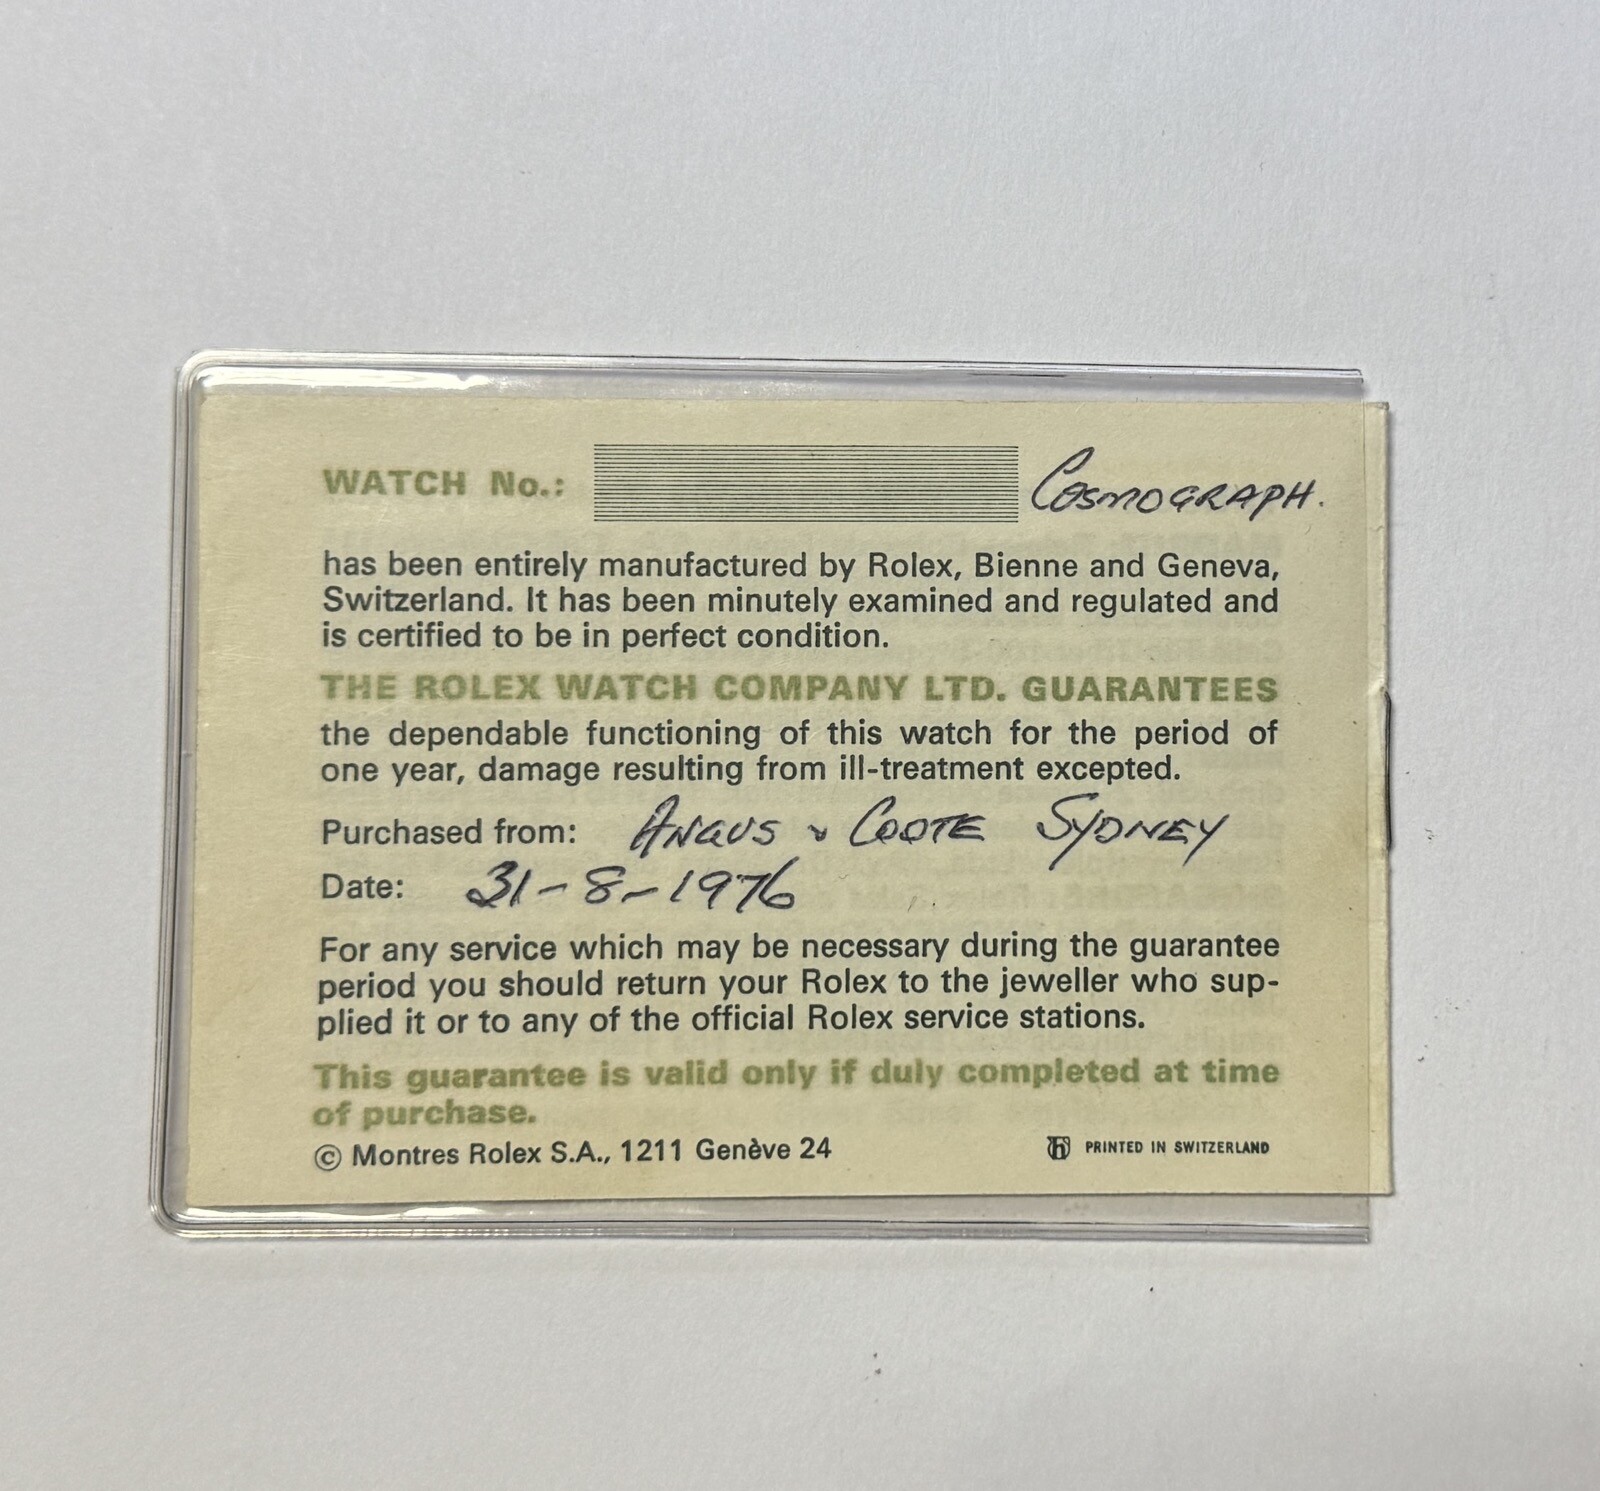 WATCH No.: COSMOGRAPH.
has been entirely manufactured by Rolex, Bienne and Geneva,
Switzerland. It has been minutely examined and regulated and
is certified to be in perfect condition.
THE ROLEX WATCH COMPANY LTD. GUARANTEES
the dependable functioning of this watch for the period of
one year, damage resulting from ill-treatment excepted.
Purchased from: ANGUS & COOTE SYDNEY
Date: 31-8-1976
For any service which may be necessary during the guarantee
period you should return your Rolex to the jeweller who sup-
plied it or to any of the official Rolex service stations.
This guarantee is valid only if duly completed at time
of purchase.
© Montres Rolex S.A., 1211 Genève 24 PRINTED IN SWITZERLAND